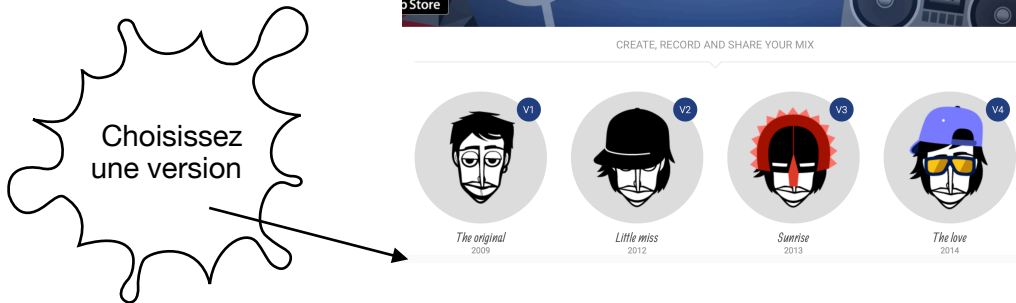 Store
CREATE, RECORD AND SHARE YOUR MIX
Choisissez
une version
V1
V2
V3
V4
The original
Little miss
Sunrise
The love
2009
2012
2013
2014